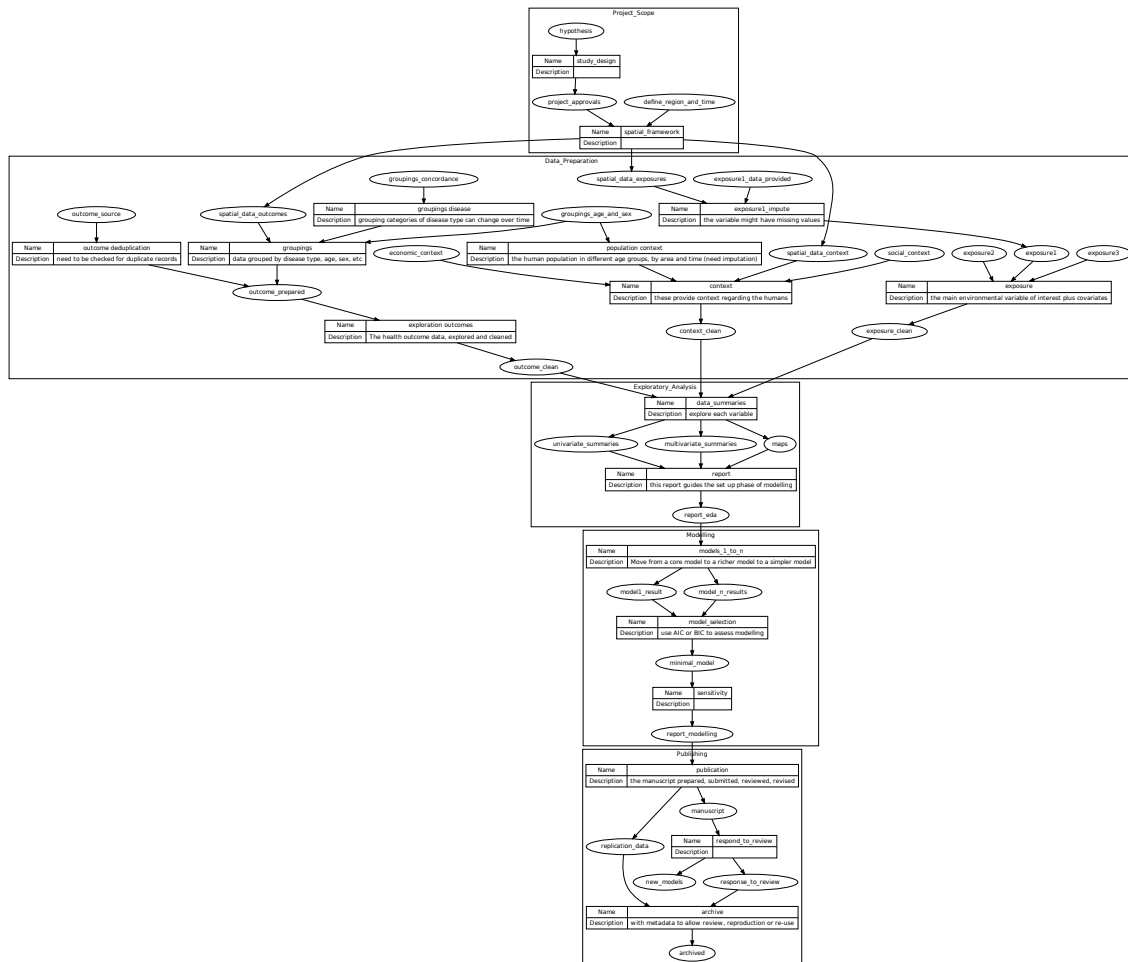 Project_Scope
hypothesis
Name study_design
Description
project_approvals define_region_and_time
Name spatial_framework
Description
Data_Preparation
groupings_concordance spatial_data_exposures exposure1_data_provided
outcome_source spatial_data_outcomes
Name groupings disease
Description grouping categories of disease type can change over time
groupings_age_and_sex
Name exposure1_impute
Description the variable might have missing values
Name outcome deduplication
Description need to be checked for duplicate records
Name groupings
Description data grouped by disease type, age, sex, etc
economic_context
Name population context
Description the human population in different age groups, by area and time (need imputation)
spatial_data_context social_context exposure2 exposure1 exposure3
outcome_prepared
Name context
Description these provide context regarding the humans
Name exposure
Description the main environmental variable of interest plus covariates
Name exploration outcomes
Description The health outcome data, explored and cleaned
context_clean exposure_clean
outcome_clean
Exploratory_Analysis
Name data_summaries
Description explore each variable
univariate_summaries multivariate_summaries maps
Name report
Description this report guides the set up phase of modelling
report_eda
Modelling
Name models_1_to_n
Description Move from a core model to a richer model to a simpler model
model1_result model_n_results
Name model_selection
Description use AIC or BIC to assess modelling
minimal_model
Name sensitivity
Description
report_modelling
Publishing
Name publication
Description the manuscript prepared, submitted, reviewed, revised
manuscript
replication_data
Name respond_to_review
Description
new_models response_to_review
Name archive
Description with metadata to allow review, reproduction or re-use
archived